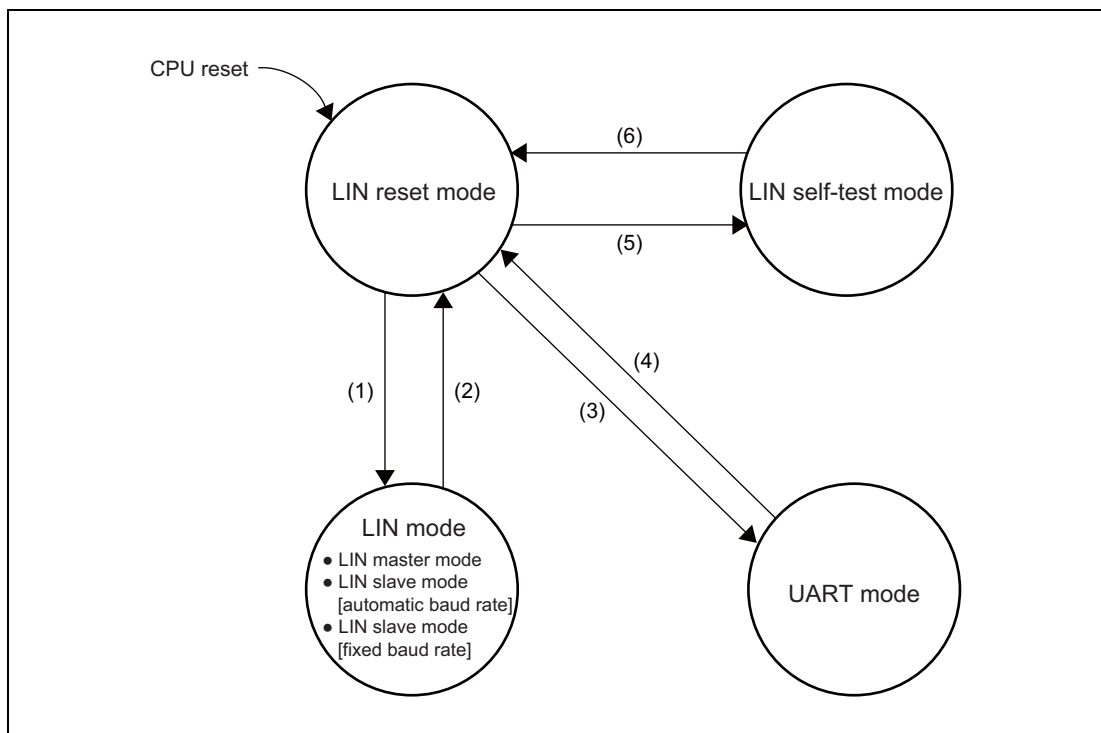 CPU reset
(6)
LIN reset mode
LIN self-test mode
(5)
(4)
(1)
(2)
(3)
LIN mode
● LIN master mode
● LIN slave mode
[automatic baud rate]
● LIN slave mode
[fixed baud rate]
UART mode